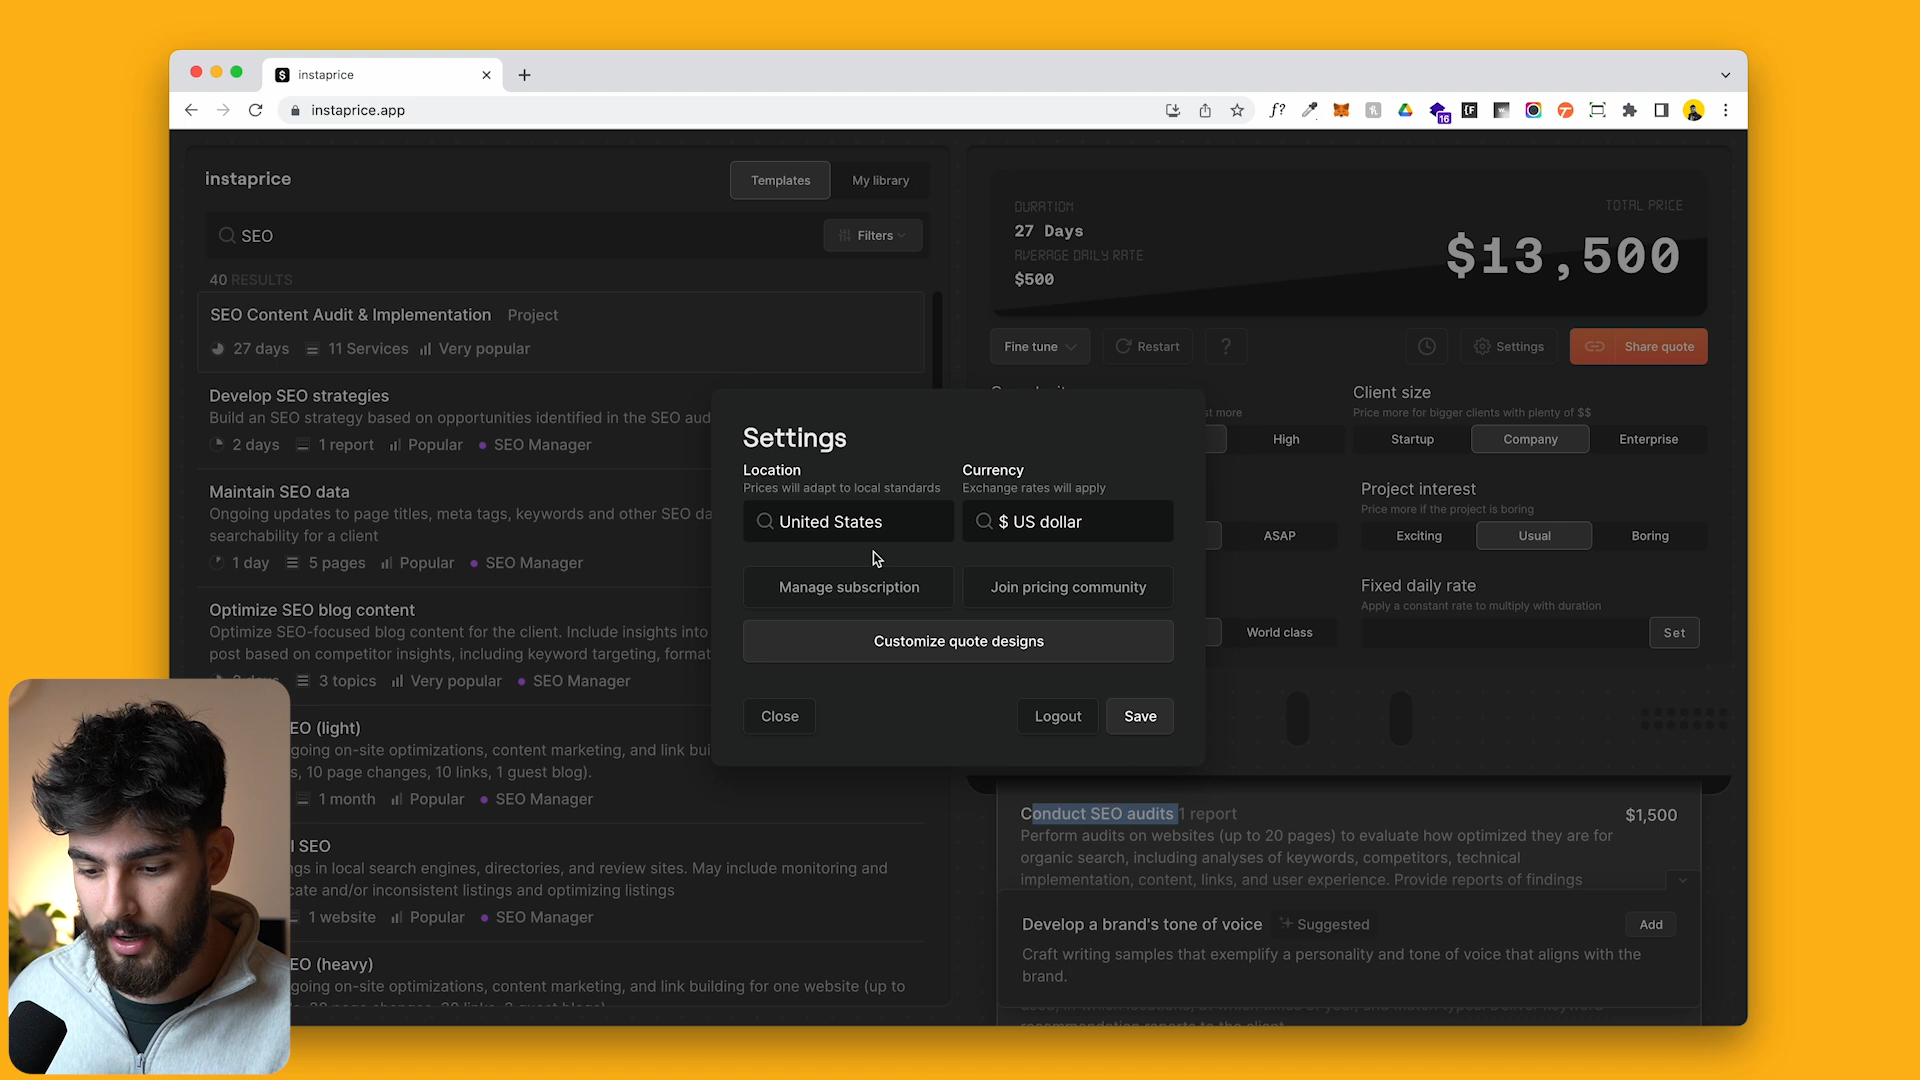 instaprice
instaprice.app
16
instaprice
Templates
My library
SEO
Filters
40 RESULTS
SEO Content Audit & Implementation Project
27 days 11 Services Very popular
Develop SEO strategies
Build an SEO strategy based on opportunities identified in the SEO aud
2 days 1 report Popular SEO Manager
Maintain SEO data
Ongoing updates to page titles, meta tags, keywords and other SEO da
searchability for a client
1 day 5 pages Popular SEO Manager
Optimize SEO blog content
Optimize SEO-focused blog content for the client. Include insights into
post based on competitor insights, including keyword targeting, format
3 topics Very popular SEO Manager
EO (light)
going on-site optimizations, content marketing, and link bui
s, 10 page changes, 10 links, 1 guest blog).
1 month Popular SEO Manager
l SEO
ngs in local search engines, directories, and review sites. May include monitoring and
cate and/or inconsistent listings and optimizing listings
1 website Popular SEO Manager
EO (heavy)
going on-site optimizations, content marketing, and link building for one website (up to
DURATION
27 Days
AVERAGE DAILY RATE
$500
TOTAL PRICE
$13,500
Fine tune
Restart
?
Settings
Share quote
st more
High
Client size
Price more for bigger clients with plenty of $$
Startup
Company
Enterprise
ASAP
Project interest
Price more if the project is boring
Exciting
Usual
Boring
World class
Fixed daily rate
Apply a constant rate to multiply with duration
Set
Settings
Location
Prices will adapt to local standards
United States
Currency
Exchange rates will apply
$ US dollar
Manage subscription
Join pricing community
Customize quote designs
Close
Logout
Save
Conduct SEO audits 1 report
$1,500
Perform audits on websites (up to 20 pages) to evaluate how optimized they are for
organic search, including analyses of keywords, competitors, technical
implementation, content, links, and user experience. Provide reports of findings
Develop a brand's tone of voice Suggested
Add
Craft writing samples that exemplify a personality and tone of voice that aligns with the
brand.